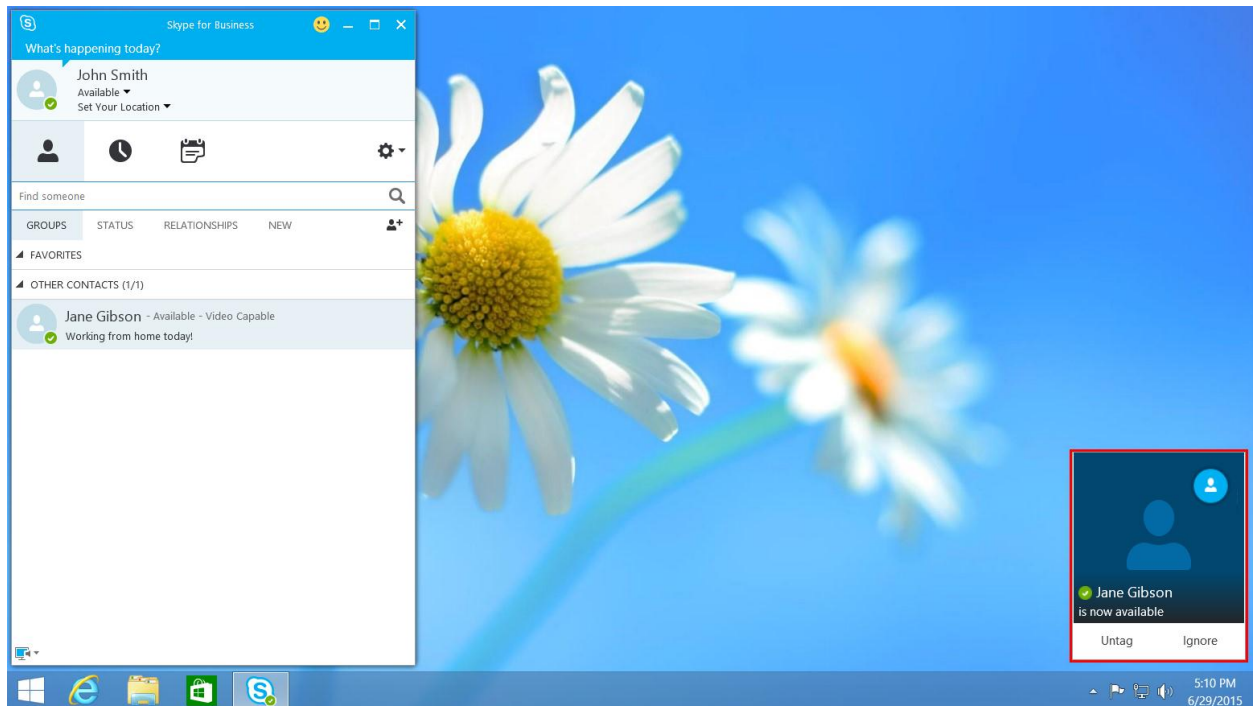 Skype for Business
What's happening today?
John Smith
Available
Set Your Location
Find someone
GROUPS STATUS RELATIONSHIPS NEW
FAVORITES
OTHER CONTACTS (1/1)
Jane Gibson - Available - Video Capable
Working from home today!
Jane Gibson
is now available
Untag Ignore
5:10 PM
6/29/2015